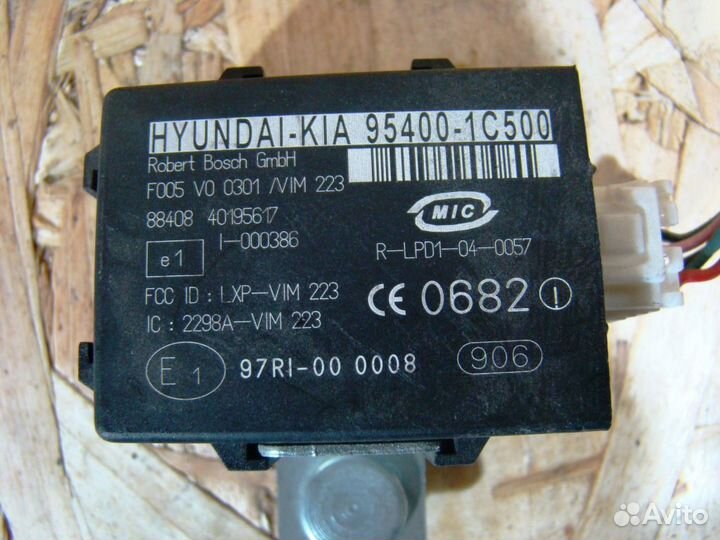 HYUNDAI-KIA 95400-1C500
Robert Bosch GmbH
F005 V0 0301 /VIM 223
88408 40195617
I-000386
e1
MIC
R-LPD1-04-0057
FCC ID : LXP-VIM 223
IC : 2298A-VIM 223
CE 0682
E1
97RI-00 0008
906
Avito